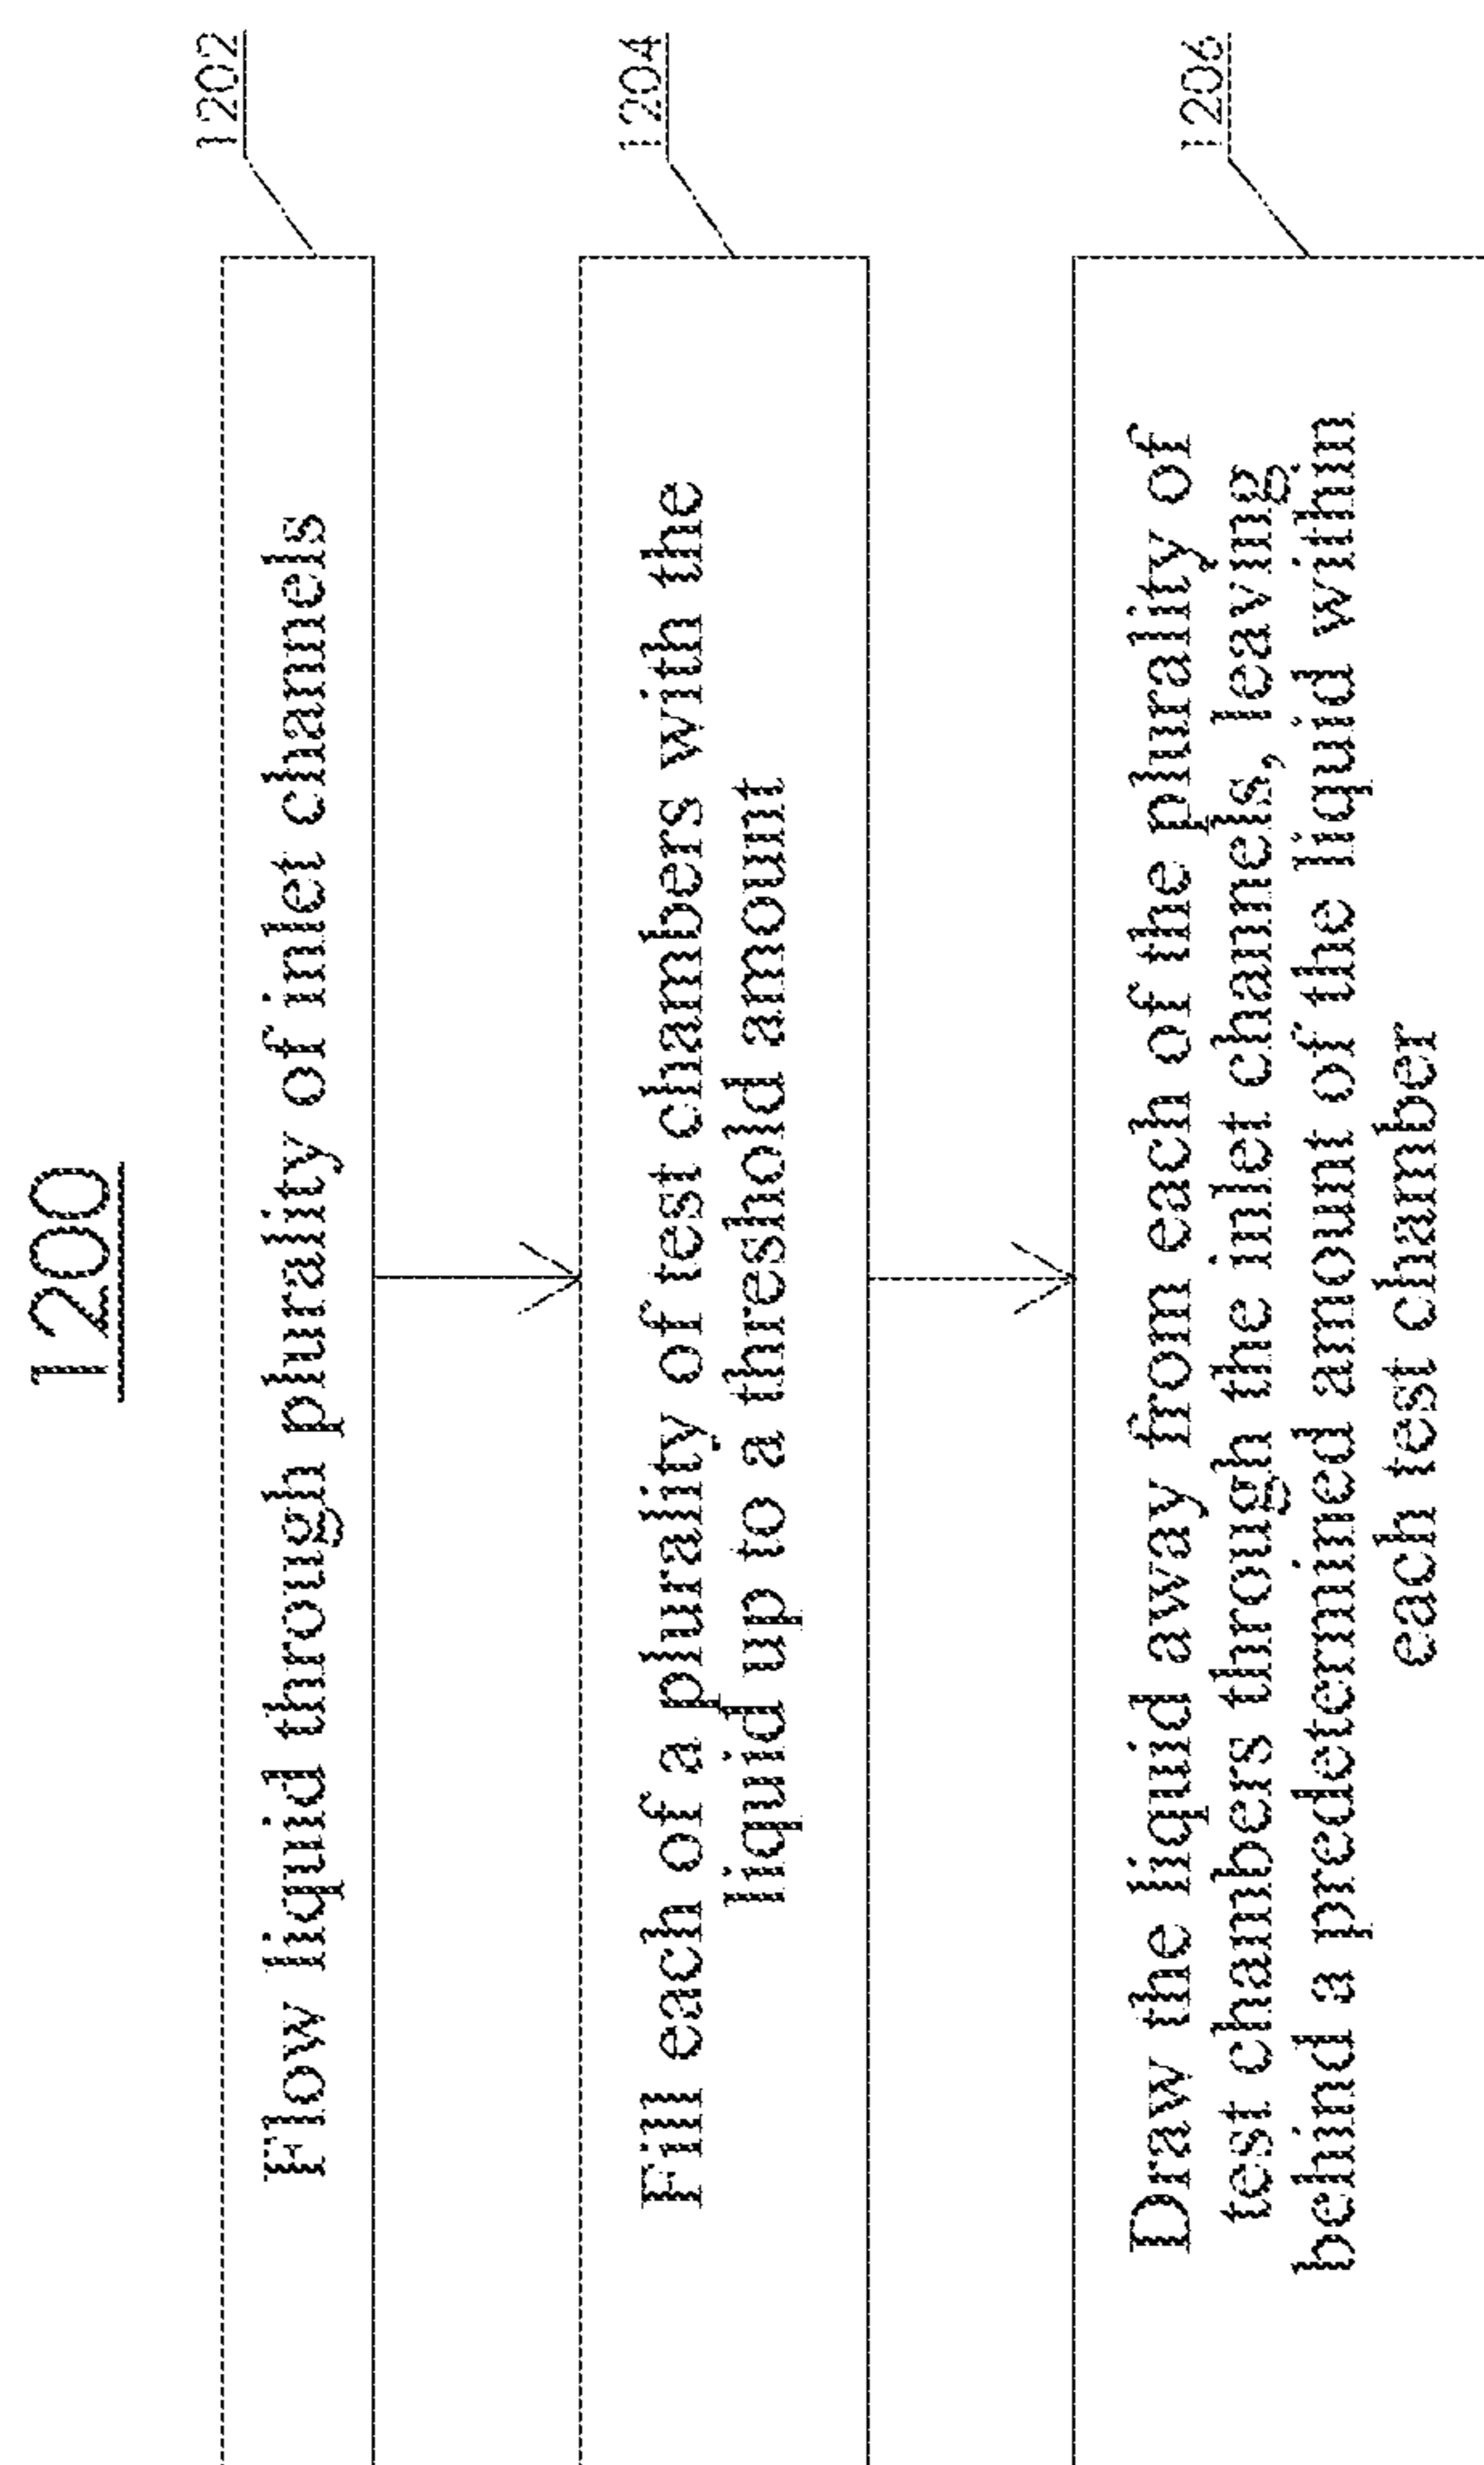 1200
1202
Flow liquid through plurality of inlet channels
1204
Fill each of a plurality of test chambers with the
liquid up to a threshold amount
1206
Draw the liquid away from each of the plurality of
test chambers through the inlet channels, leaving
behind a predetermined amount of the liquid within
each test chamber